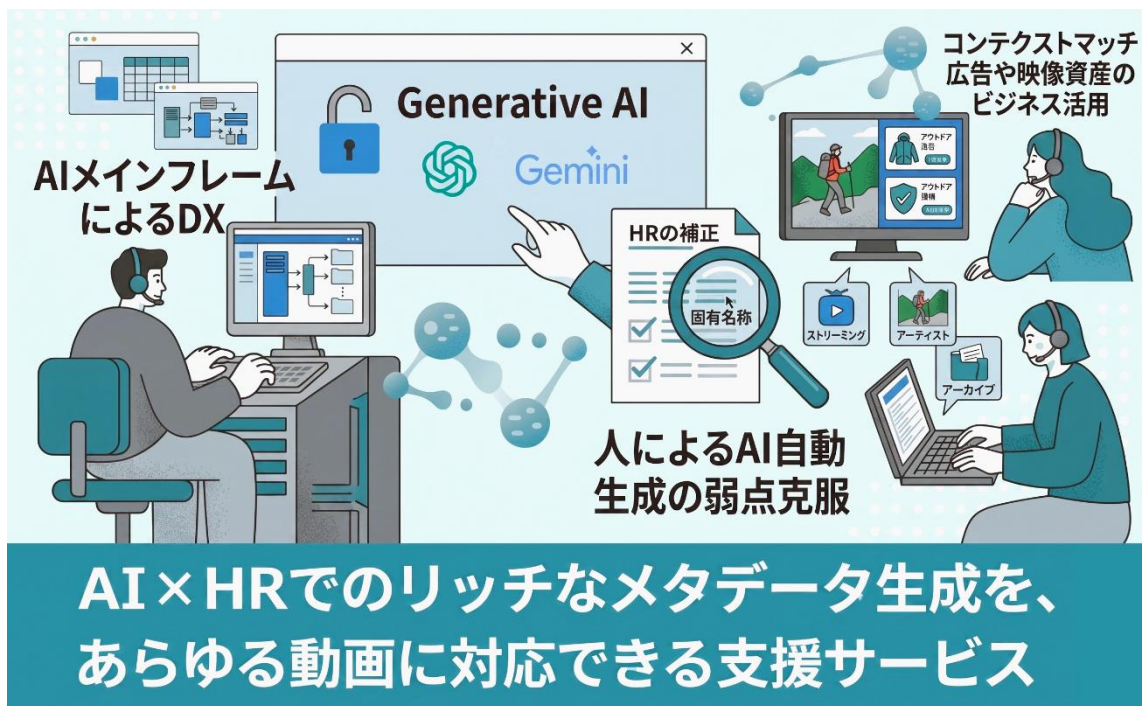 AIメインフレーム
によるDX
Generative AI
Gemini
HRの補正
固有名称
コンテクストマッチ
広告や映像資産の
ビジネス活用
アウトドア
アウトドア
ストリーミング
アーティスト
アーカイブ
人によるAI自動
生成の弱点克服
AI×HRでのリッチなメタデータ生成を、
あらゆる動画に対応できる支援サービス